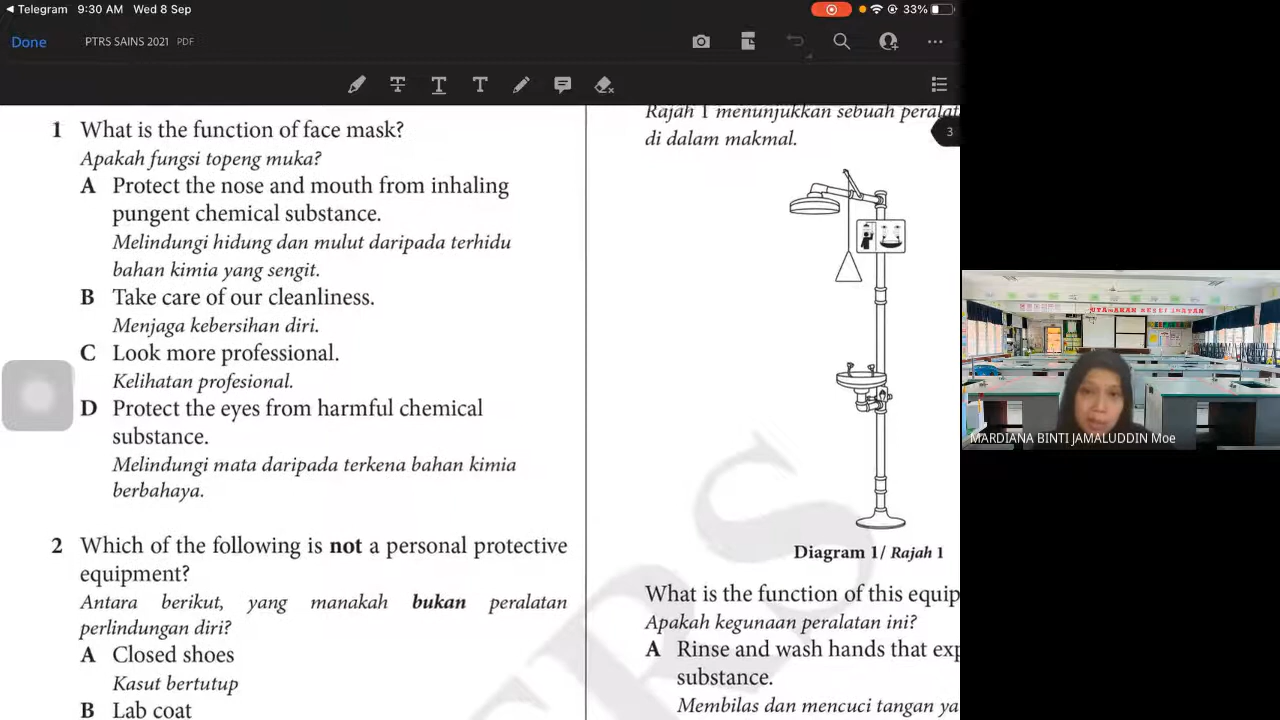 Telegram 9:30 AM Wed 8 Sep
33%
Done
PTRS SAINS 2021 PDF
1 What is the function of face mask?
Apakah fungsi topeng muka?
A Protect the nose and mouth from inhaling
pungent chemical substance.
Melindungi hidung dan mulut daripada terhidu
bahan kimia yang sengit.
B Take care of our cleanliness.
Menjaga kebersihan diri.
C Look more professional.
Kelihatan profesional.
D Protect the eyes from harmful chemical
substance.
Melindungi mata daripada terkena bahan kimia
berbahaya.
2 Which of the following is not a personal protective
equipment?
Antara berikut, yang manakah bukan peralatan
perlindungan diri?
A Closed shoes
Kasut bertutup
B Lab coat
Rajah 1 menunjukkan sebuah peralat
di dalam makmal.
3
Diagram 1/ Rajah 1
What is the function of this equip
Apakah kegunaan peralatan ini?
A Rinse and wash hands that exp
substance.
Membilas dan mencuci tangan ya
UTAMAKAN KESELAMATAN
MARDIANA BINTI JAMALUDDIN Moe